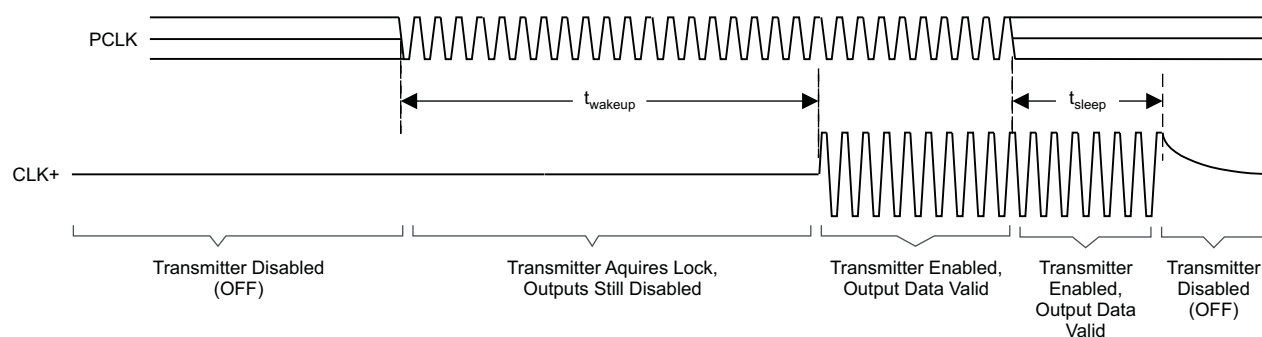 PCLK
t_wakeup
t_sleep
CLK+
Transmitter Disabled
(OFF)
Transmitter Aquires Lock,
Outputs Still Disabled
Transmitter Enabled,
Output Data Valid
Transmitter
Enabled,
Output Data
Valid
Transmitter
Disabled
(OFF)